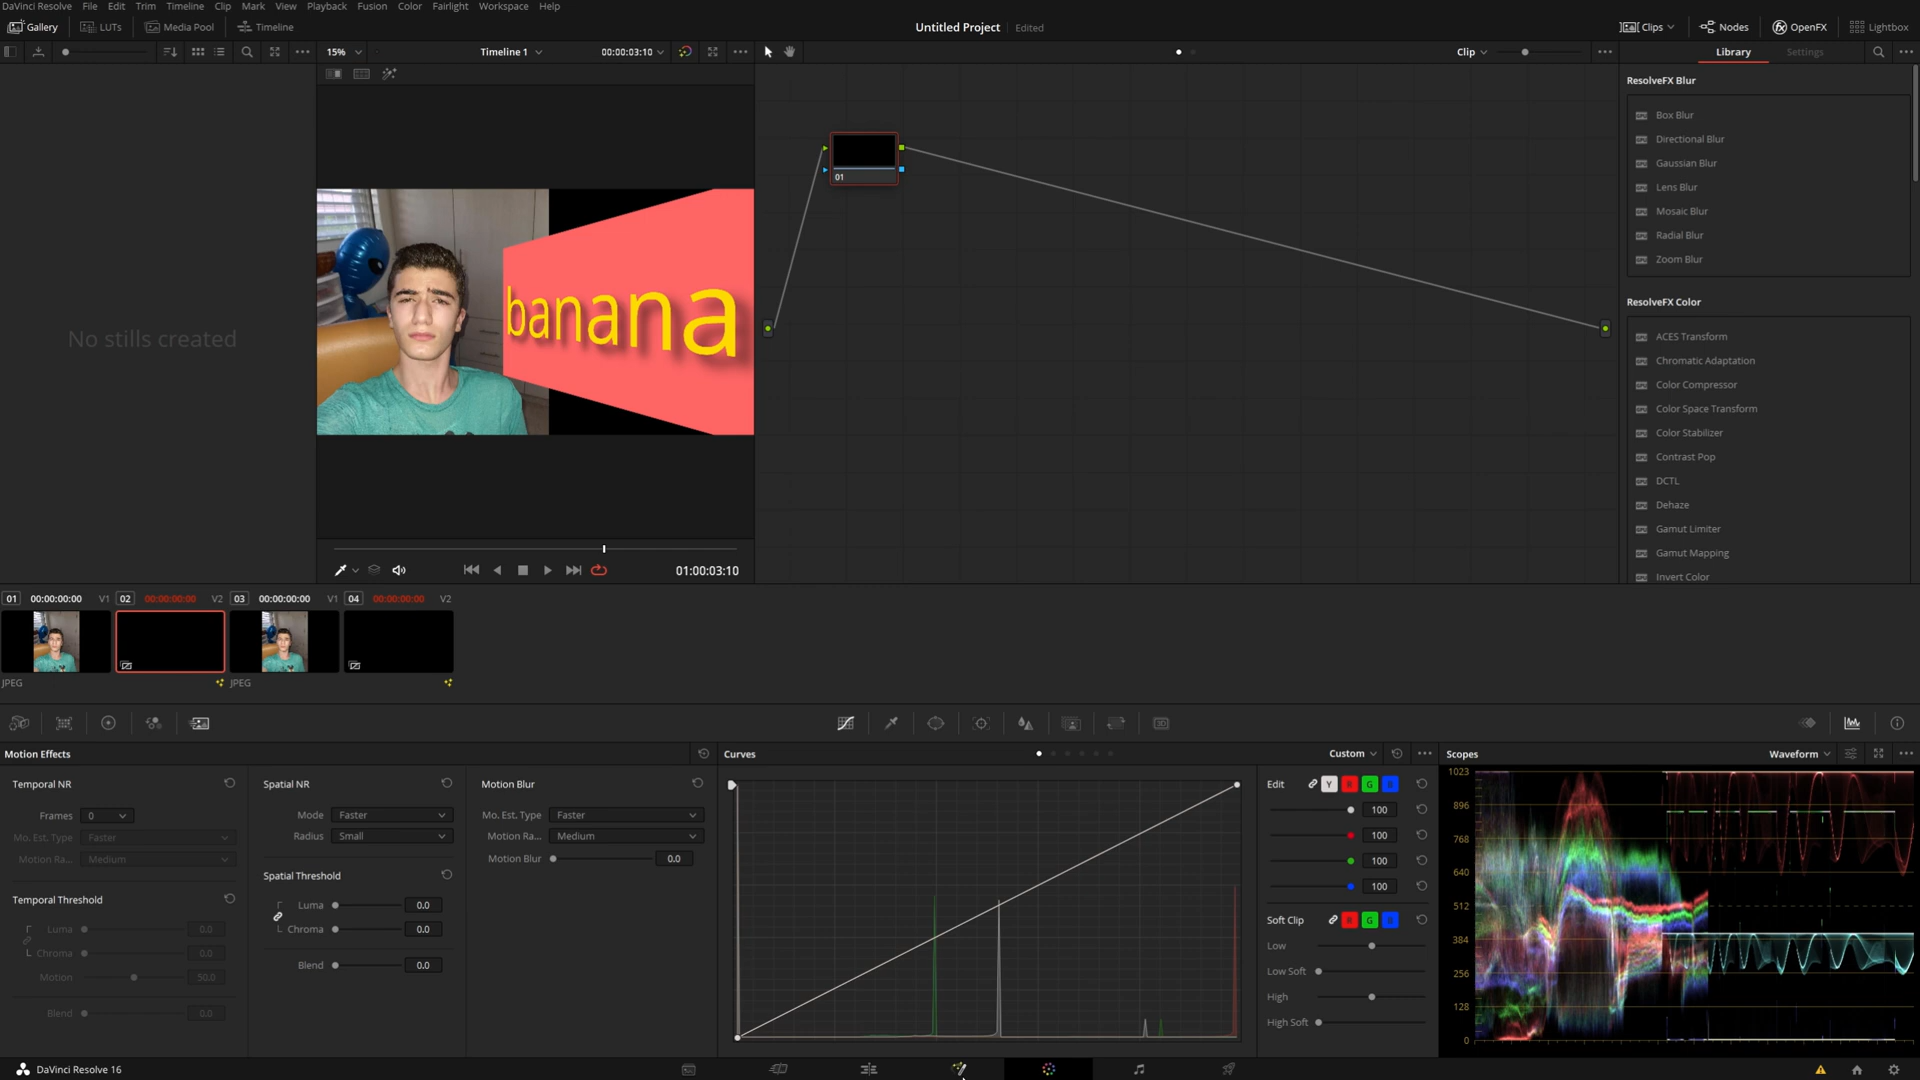 DaVinci Resolve File Edit Trim Timeline Clip Mark View Playback Fusion Color Fairlight Workspace Help
Gallery LUTs Media Pool Timeline Untitled Project Edited Clips Nodes OpenFX Lightbox
15% Timeline 1 00:00:03:10 Clip Library Settings
ResolveFX Blur
Box Blur
Directional Blur
Gaussian Blur
Lens Blur
Mosaic Blur
Radial Blur
Zoom Blur
ResolveFX Color
ACES Transform
Chromatic Adaptation
Color Compressor
Color Space Transform
Color Stabilizer
Contrast Pop
DCTL
Dehaze
Gamut Limiter
Gamut Mapping
Invert Color
No stills created
banana
01
01:00:03:10
01 00:00:00:00 V1 02 00:00:00:00 V2 03 00:00:00:00 V1 04 00:00:00:00 V2
JPEG JPEG
Motion Effects
Temporal NR
Frames 0
Mo. Est. Type Faster
Motion Ra... Medium
Temporal Threshold
Luma 0.0
Chroma 0.0
Motion 50.0
Blend 0.0
Spatial NR
Mode Faster
Radius Small
Spatial Threshold
Luma 0.0
Chroma 0.0
Blend 0.0
Motion Blur
Mo. Est. Type Faster
Motion Ra... Medium
Motion Blur 0.0
Curves Custom
Edit Y R G B
100
100
100
100
Soft Clip R G B
Low
Low Soft
High
High Soft
Scopes Waveform
1023
896
768
640
512
384
256
128
0
DaVinci Resolve 16